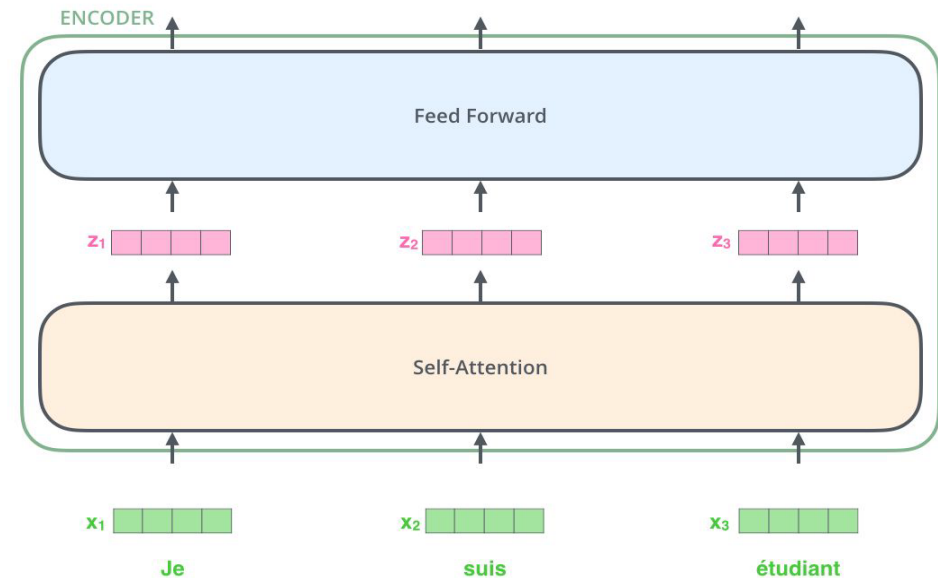 ENCODER
Feed Forward
z₁ z₂ z₃
Self-Attention
x₁ x₂ x₃
Je suis étudiant